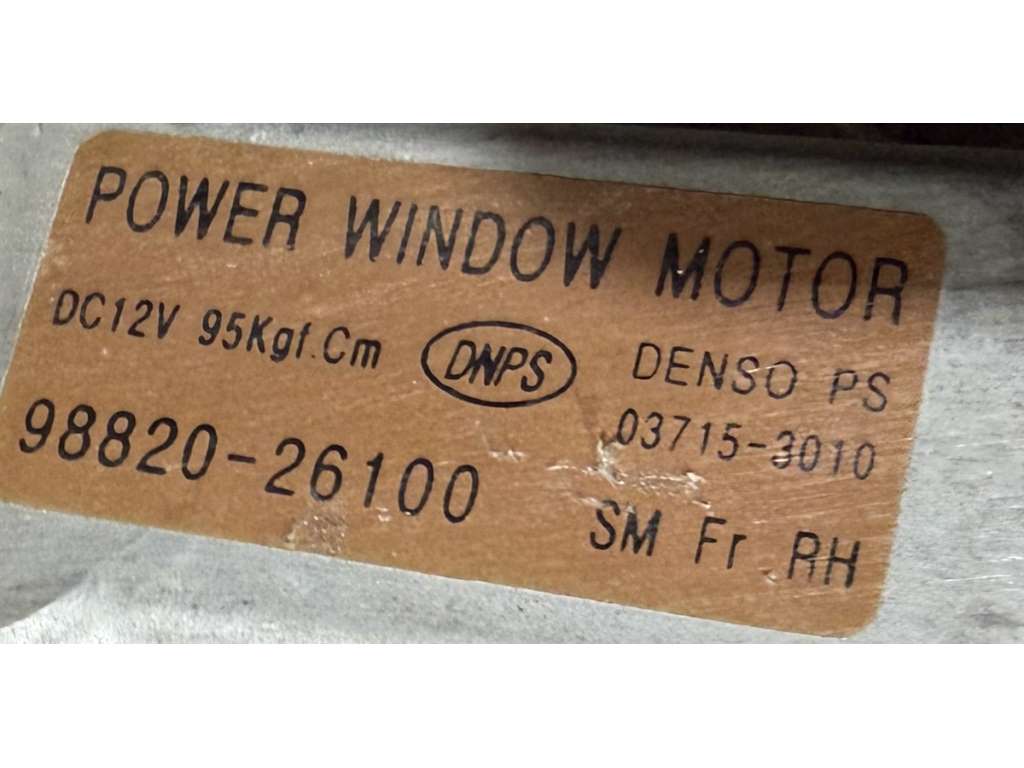 POWER WINDOW MOTOR
DC12V 95Kgf.Cm DNPS DENSO PS
98820-26100 03715-3010
SM Fr RH